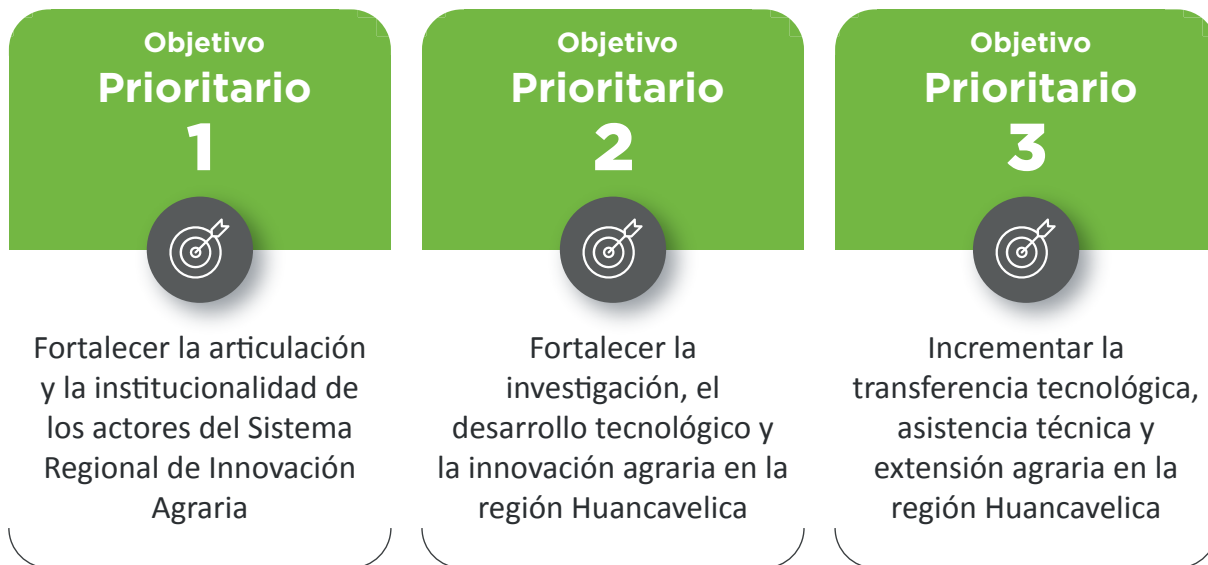 Objetivo
Prioritario
1
Fortalecer la articulación
y la institucionalidad de
los actores del Sistema
Regional de Innovación
Agraria
Objetivo
Prioritario
2
Fortalecer la
investigación, el
desarrollo tecnológico y
la innovación agraria en la
región Huancavelica
Objetivo
Prioritario
3
Incrementar la
transferencia tecnológica,
asistencia técnica y
extensión agraria en la
región Huancavelica